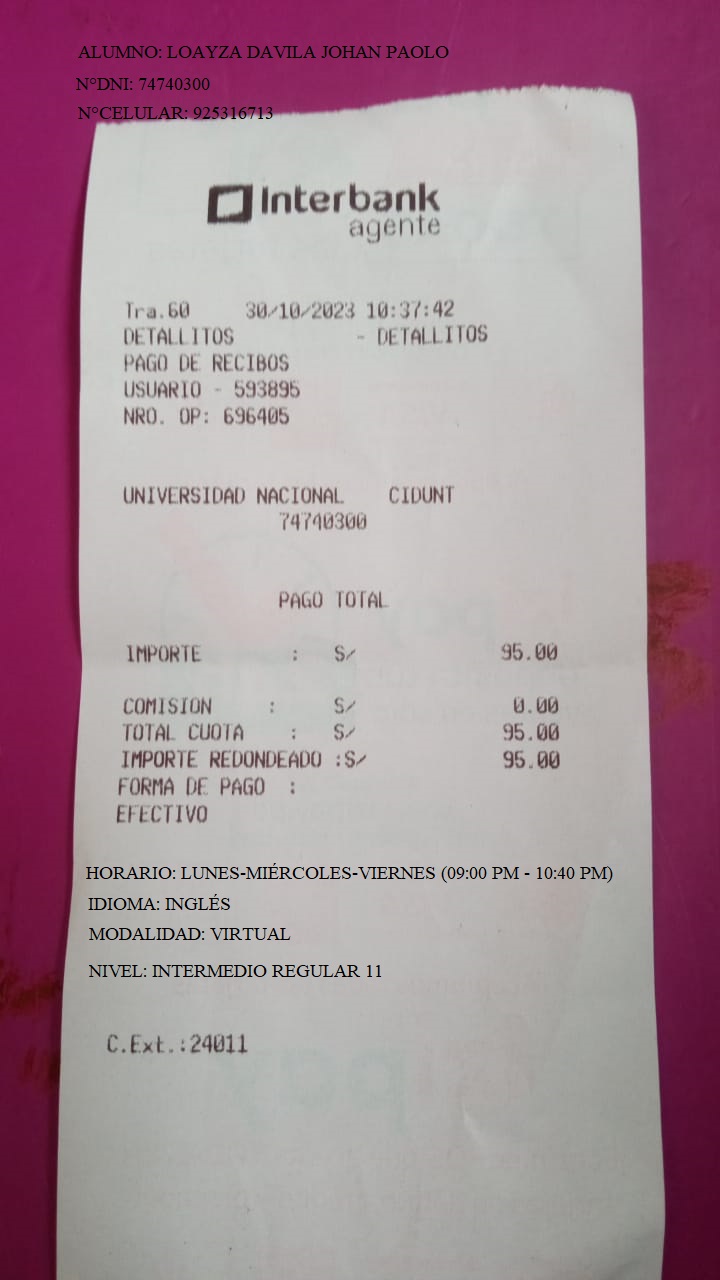 ALUMNO: LOAYZA DAVILA JOHAN PAOLO
N°DNI: 74740300
N°CELULAR: 925316713
Interbank
agente
Tra.60 30/10/2023 10:37:42
DETALLITOS - DETALLITOS
PAGO DE RECIBOS
USUARIO - 593895
NRO. OP: 696405
UNIVERSIDAD NACIONAL CIDUNT
74740300
PAGO TOTAL
IMPORTE : S/ 95.00
COMISION : S/ 0.00
TOTAL CUOTA : S/ 95.00
IMPORTE REDONDEADO :S/ 95.00
FORMA DE PAGO :
EFECTIVO
HORARIO: LUNES-MIÉRCOLES-VIERNES (09:00 PM - 10:40 PM)
IDIOMA: INGLÉS
MODALIDAD: VIRTUAL
NIVEL: INTERMEDIO REGULAR 11
C.Ext.:24011